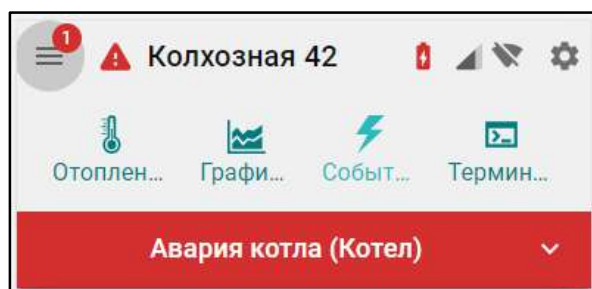 1
Колхозная 42
Отоплен... Графи... Событ... Термин...
Авария котла (Котел)